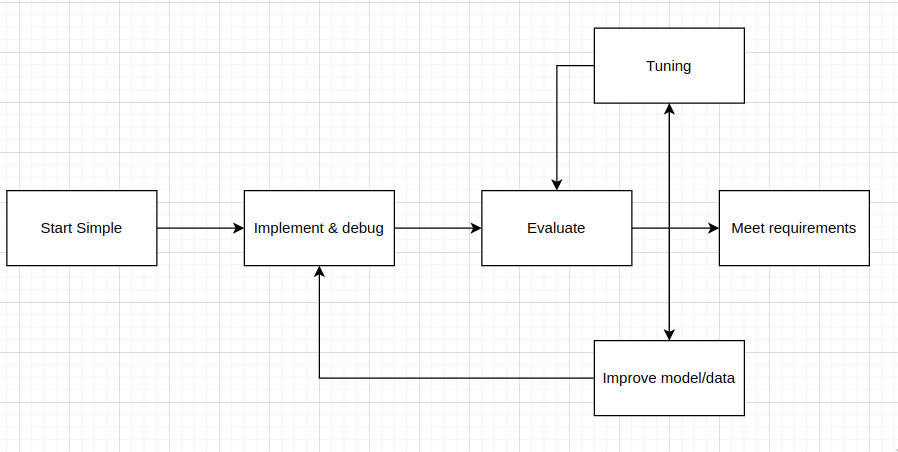 Tuning
Start Simple
Implement & debug
Evaluate
Meet requirements
Improve model/data